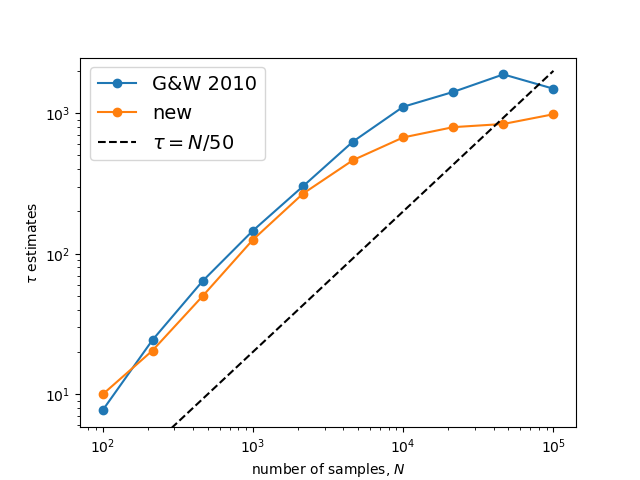 G&W 2010
new
τ = N/50
10³
10²
10¹
τ estimates
10² 10³ 10⁴ 10⁵
number of samples, N